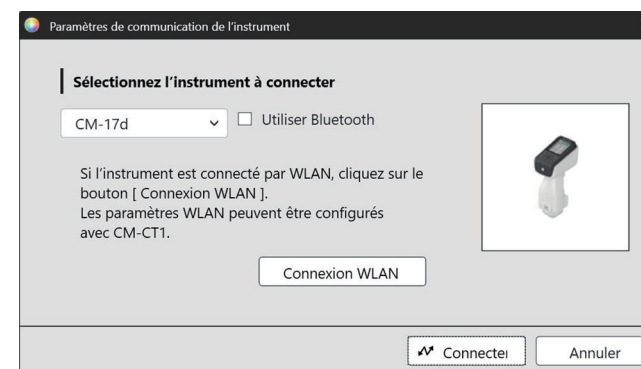 Paramètres de communication de l'instrument
Sélectionnez l'instrument à connecter
CM-17d
Utiliser Bluetooth
Si l'instrument est connecté par WLAN, cliquez sur le
bouton [ Connexion WLAN ].
Les paramètres WLAN peuvent être configurés
avec CM-CT1.
Connexion WLAN
Connecter
Annuler